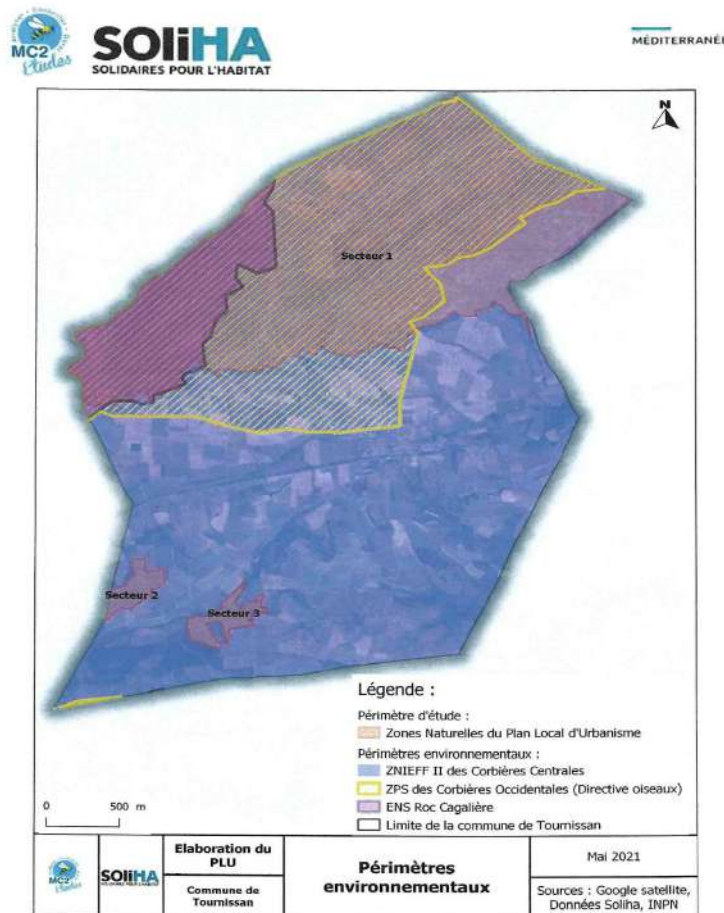 MC2
Études
SOLiHA
SOLIDAIRES POUR L'HABITAT
MÉDITERRANÉE
N
Secteur 1
Secteur 2
Secteur 3
Légende :
Périmètre d'étude :
Zones Naturelles du Plan Local d'Urbanisme
Périmètres environnementaux :
ZNIEFF II des Corbières Centrales
ZPS des Corbières Occidentales (Directive oiseaux)
ENS Roc Cagalière
Limite de la commune de Tournissan
0 500 m
MC2
SOLiHA
Elaboration du
PLU
Commune de
Tournissan
Périmètres
environnementaux
Mai 2021
Sources : Google satellite,
Données Soliha, INPN